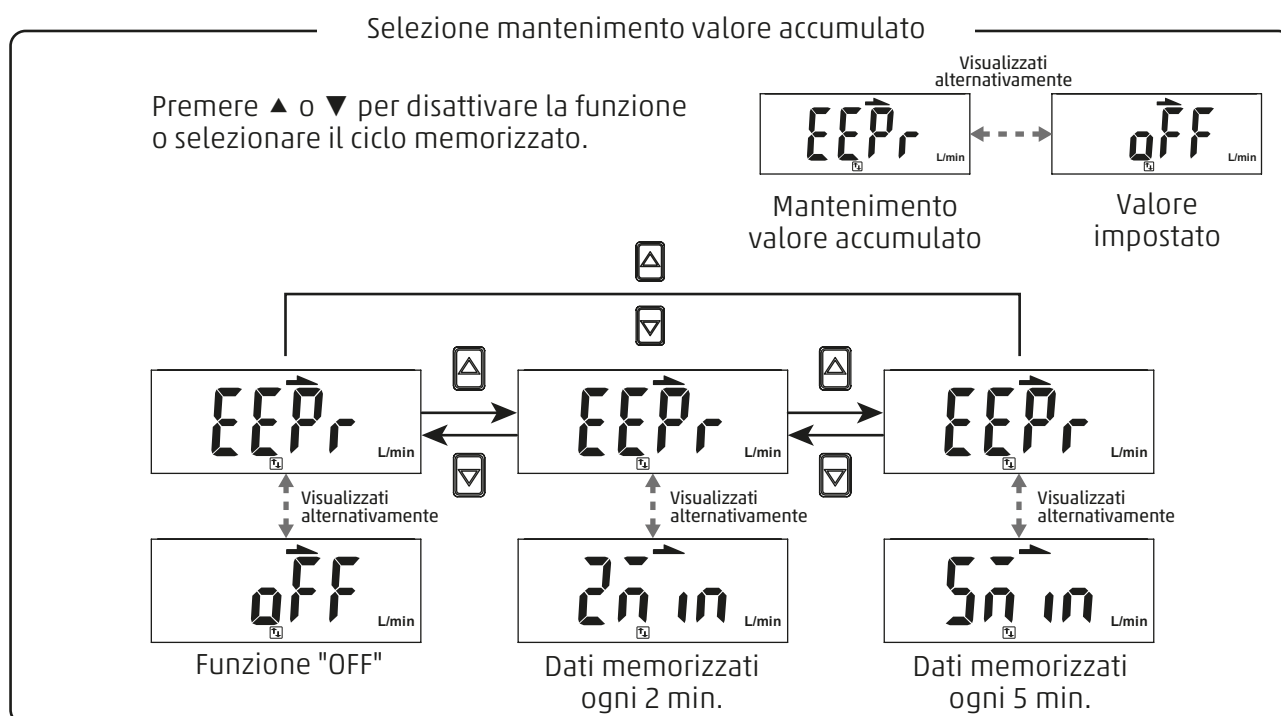 Selezione mantenimento valore accumulato
Premere ▲ o ▼ per disattivare la funzione
o selezionare il ciclo memorizzato.
Visualizzati
alternativamente
EEPr L/min
oFF L/min
Mantenimento
valore accumulato
Valore
impostato
EEPr L/min
EEPr L/min
EEPr L/min
Visualizzati
alternativamente
Visualizzati
alternativamente
Visualizzati
alternativamente
oFF L/min
2min L/min
5min L/min
Funzione "OFF"
Dati memorizzati
ogni 2 min.
Dati memorizzati
ogni 5 min.